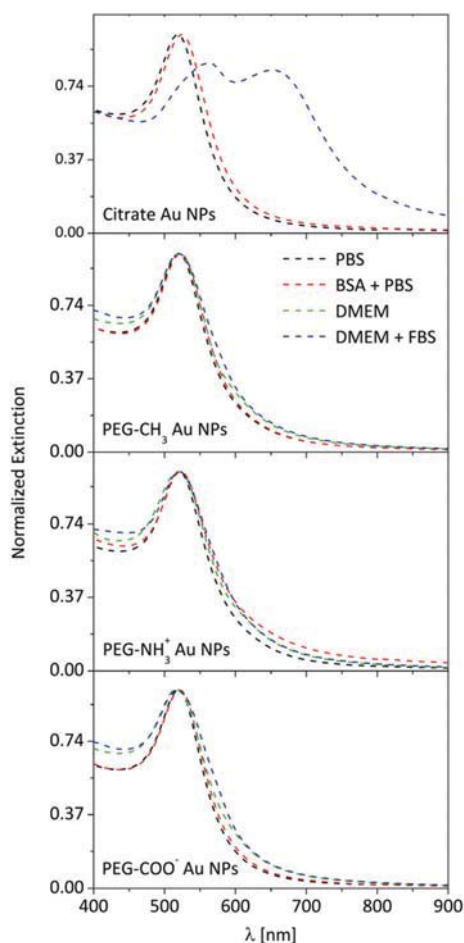 0.74
0.37
Citrate Au NPs
0.00
PBS
BSA + PBS
DMEM
DMEM + FBS
0.74
0.37
PEG-CH₃ Au NPs
0.00
0.74
0.37
PEG-NH₃⁺ Au NPs
0.00
0.74
0.37
PEG-COO⁻ Au NPs
0.00
400 500 600 700 800 900
λ [nm]
Normalized Extinction